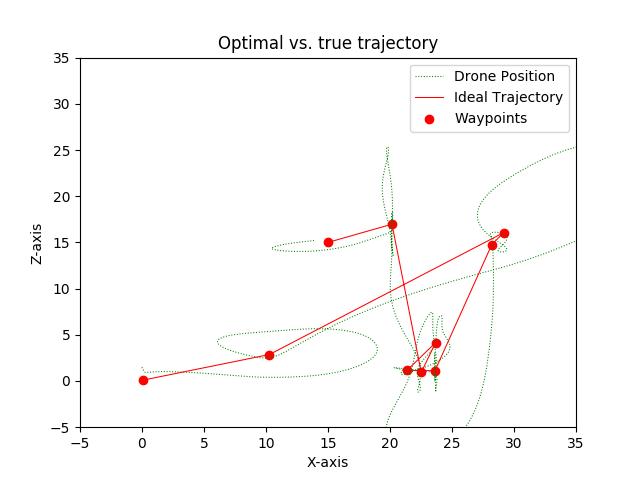 Optimal vs. true trajectory
Drone Position
Ideal Trajectory
Waypoints
Z-axis
35
30
25
20
15
10
5
0
−5
−5 0 5 10 15 20 25 30 35
X-axis